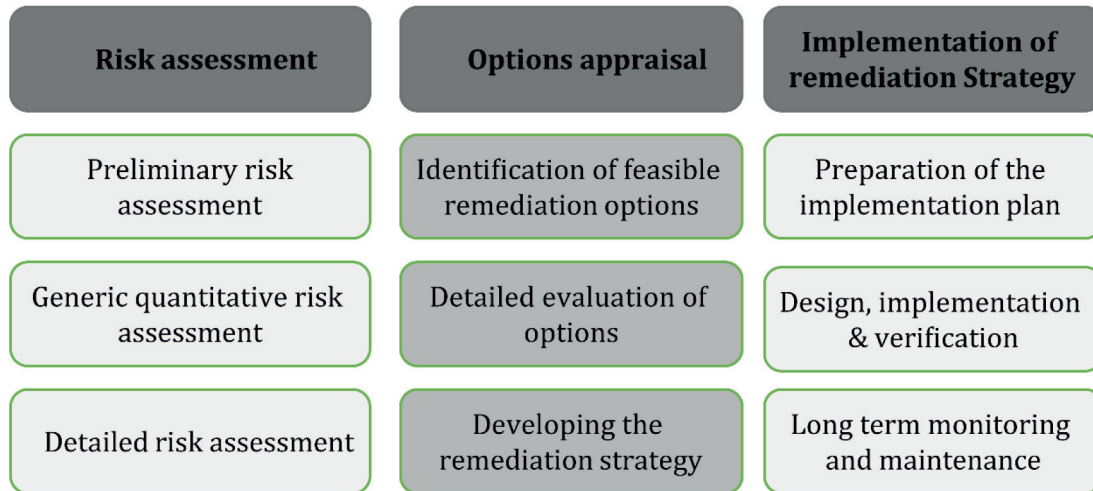 Risk assessment
Options appraisal
Implementation of
remediation Strategy
Preliminary risk
assessment
Identification of feasible
remediation options
Preparation of the
implementation plan
Generic quantitative risk
assessment
Detailed evaluation of
options
Design, implementation
& verification
Detailed risk assessment
Developing the
remediation strategy
Long term monitoring
and maintenance